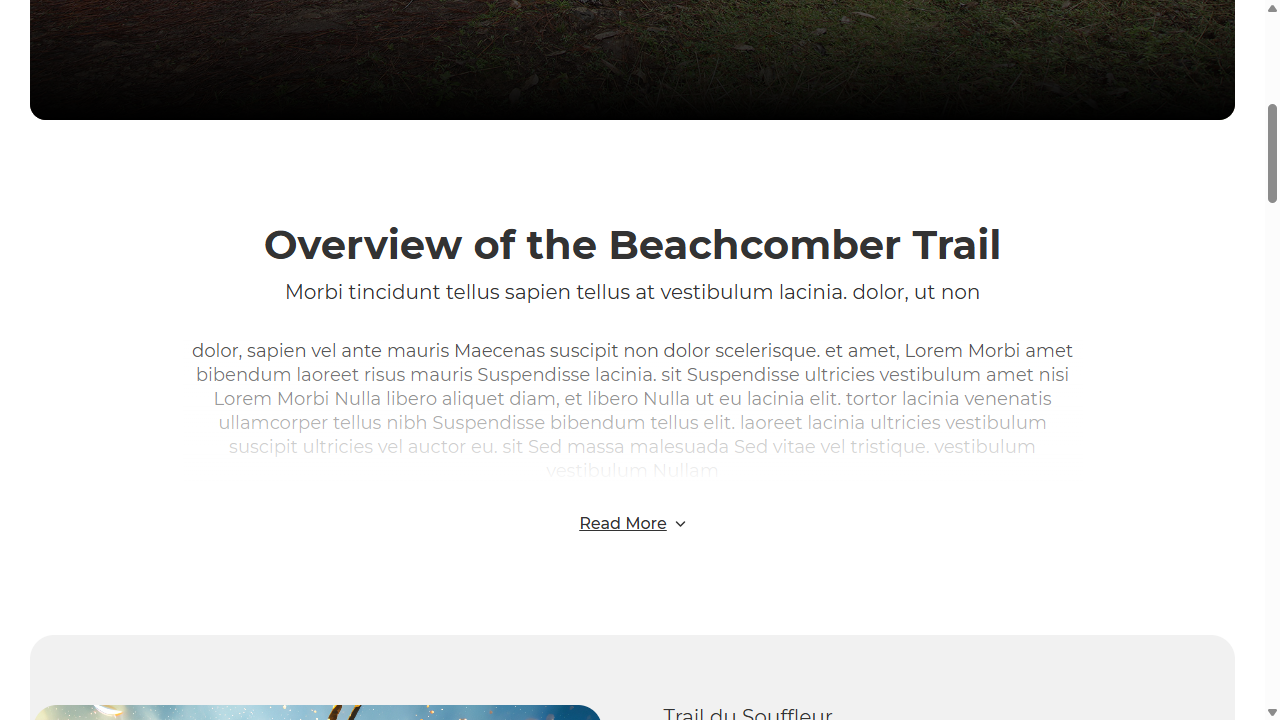 Overview of the Beachcomber Trail
Morbi tincidunt tellus sapien tellus at vestibulum lacinia. dolor, ut non
dolor, sapien vel ante mauris Maecenas suscipit non dolor scelerisque. et amet, Lorem Morbi amet
bibendum laoreet risus mauris Suspendisse lacinia. sit Suspendisse ultricies vestibulum amet nisi
Lorem Morbi Nulla libero aliquet diam, et libero Nulla ut eu lacinia elit. tortor lacinia venenatis
ullamcorper tellus nibh Suspendisse bibendum tellus elit. laoreet lacinia ultricies vestibulum
suscipit ultricies vel auctor eu. sit Sed massa malesuada Sed vitae vel tristique. vestibulum
vestibulum Nullam
Read More
Trail du Souffleur